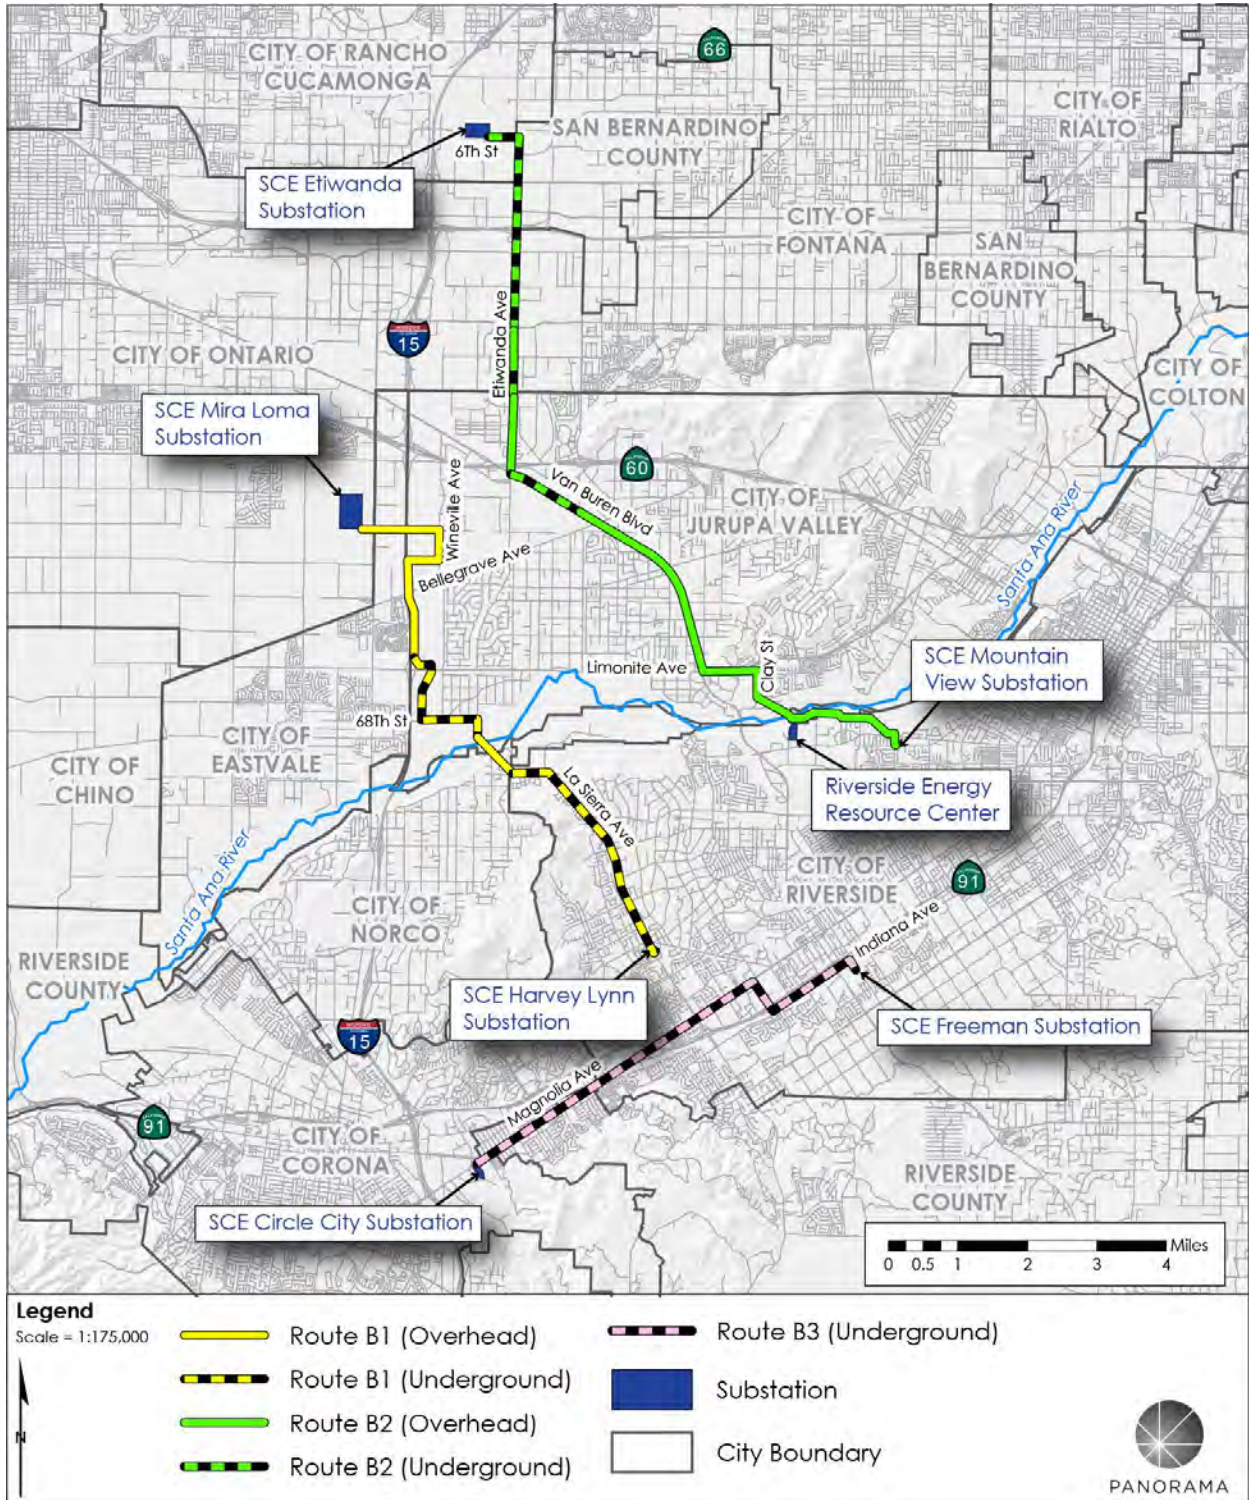 CITY OF RANCHO
CUCAMONGA
CALIFORNIA
66
CITY OF
RIALTO
SAN BERNARDINO
COUNTY
6Th St
SCE Etiwanda
Substation
CITY OF
FONTANA
SAN
BERNARDINO
COUNTY
Etiwanda Ave
15
CITY OF ONTARIO
CITY OF
COLTON
SCE Mira Loma
Substation
60
Van Buren Blvd
CITY OF
JURUPA VALLEY
Wineville Ave
Santa Ana River
Bellegrave Ave
Limonite Ave
Clay St
SCE Mountain
View Substation
68Th St
CITY OF
EASTVALE
CITY OF
CHINO
La Sierra Ave
Riverside Energy
Resource Center
Santa Ana River
CITY OF
RIVERSIDE
91
CITY OF
NORCO
Indiana Ave
RIVERSIDE
COUNTY
SCE Harvey Lynn
Substation
SCE Freeman Substation
15
Magnolia Ave
91
CITY OF
CORONA
RIVERSIDE
COUNTY
SCE Circle City Substation
Miles
0 0.5 1 2 3 4
Legend
Scale = 1:175,000
N
Route B1 (Overhead)
Route B1 (Underground)
Route B2 (Overhead)
Route B2 (Underground)
Route B3 (Underground)
Substation
City Boundary
PANORAMA